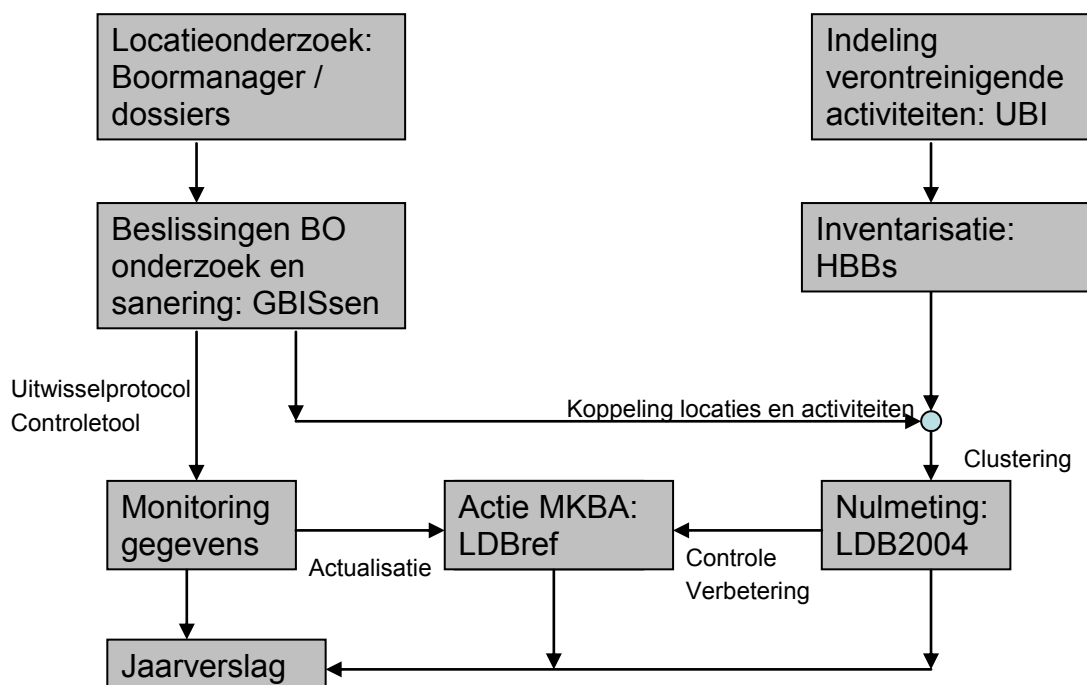 Locatieonderzoek:
Boormanager /
dossiers
Indeling
verontreinigende
activiteiten: UBI
Beslissingen BO
onderzoek en
sanering: GBISsen
Inventarisatie:
HBBs
Uitwisselprotocol
Controletool
Koppeling locaties en activiteiten
Clustering
Monitoring
gegevens
Actualisatie
Actie MKBA:
LDBref
Controle
Verbetering
Nulmeting:
LDB2004
Jaarverslag